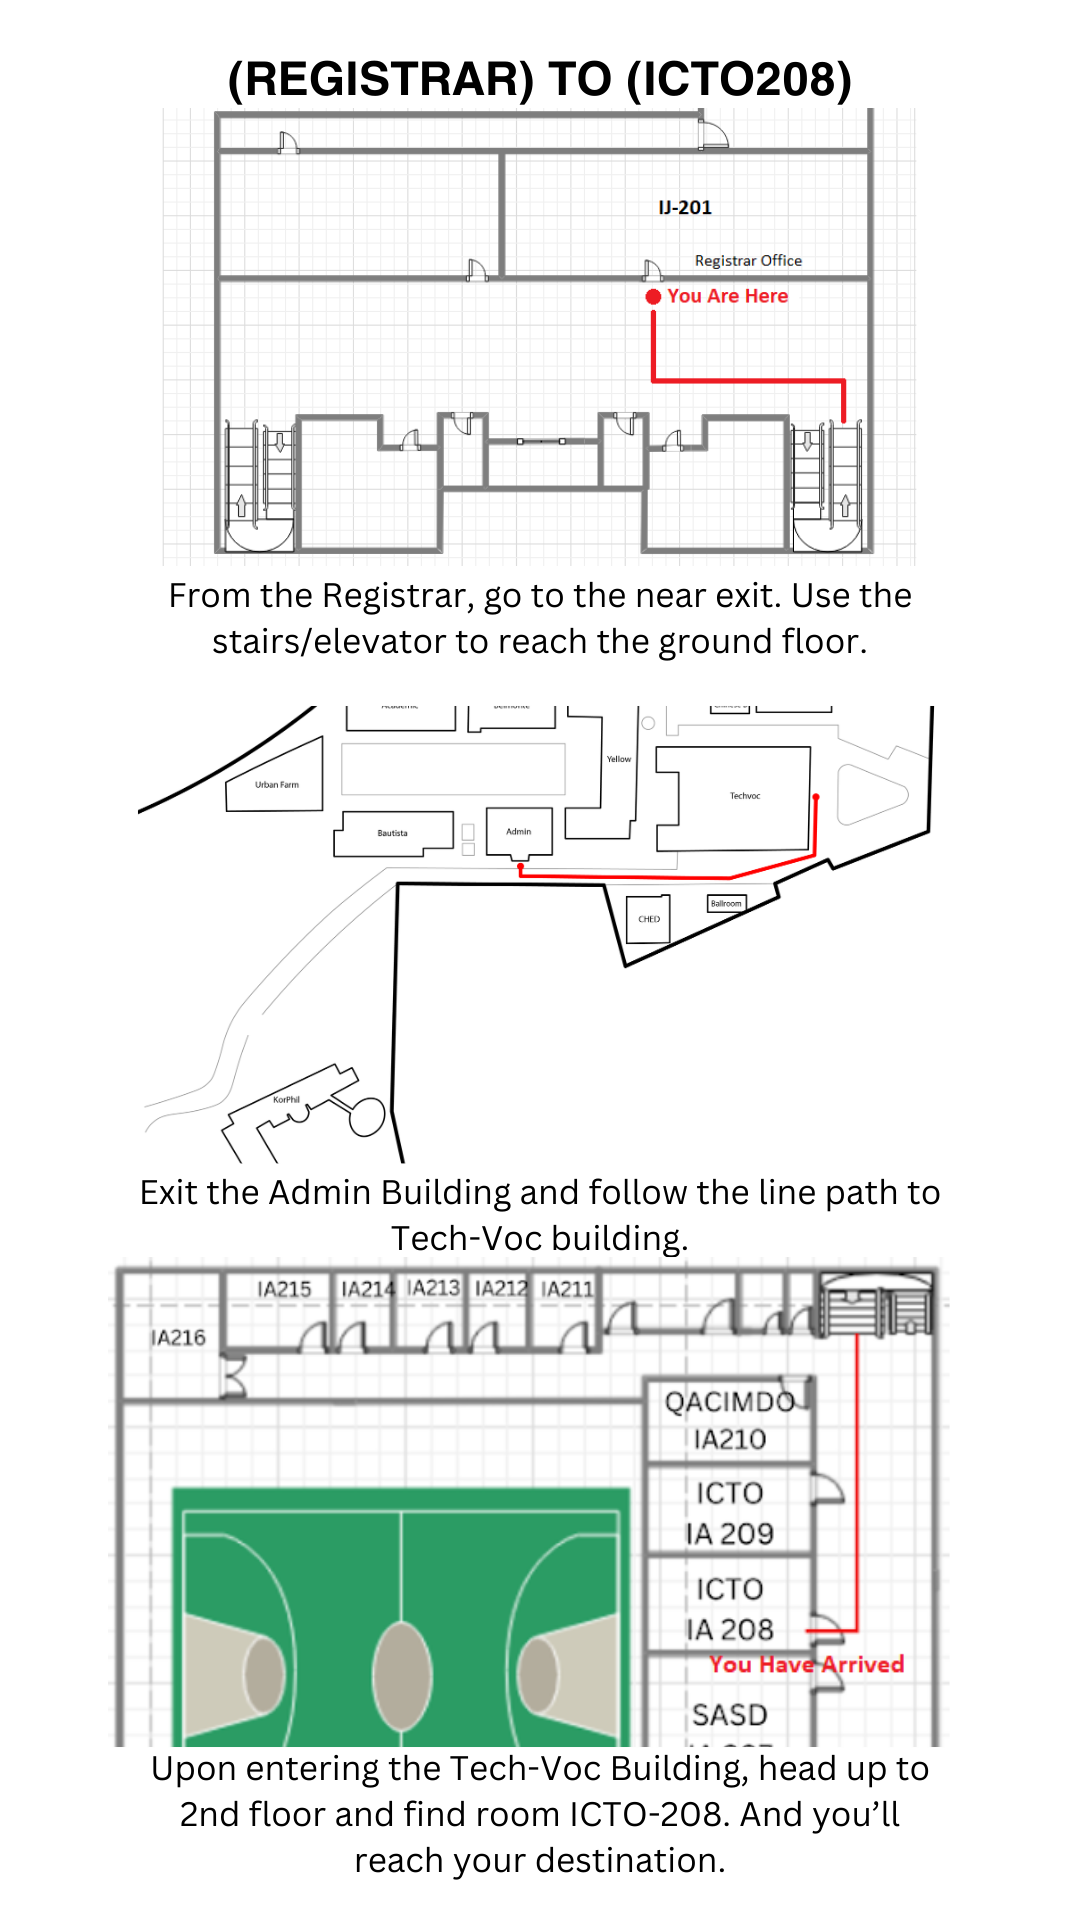 (REGISTRAR) TO (ICTO208)
IJ-201
Registrar Office
You Are Here
From the Registrar, go to the near exit. Use the
stairs/elevator to reach the ground floor.
Academic
Belmonte
Yellow
Urban Farm
Techvoc
Bautista
Admin
CHED
Ballroom
KorPhil
Exit the Admin Building and follow the line path to
Tech-Voc building.
IA215
IA214
IA213
IA212
IA211
IA216
QACIMDO
IA210
ICTO
IA 209
ICTO
IA 208
You Have Arrived
SASD
Upon entering the Tech-Voc Building, head up to
2nd floor and find room ICTO-208. And you’ll
reach your destination.